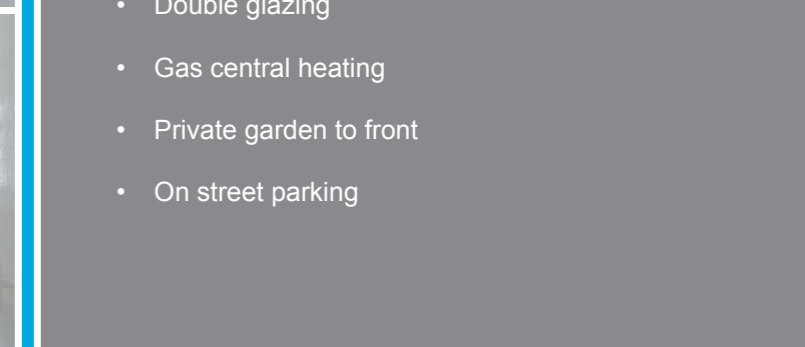 • Double glazing
• Gas central heating
• Private garden to front
• On street parking